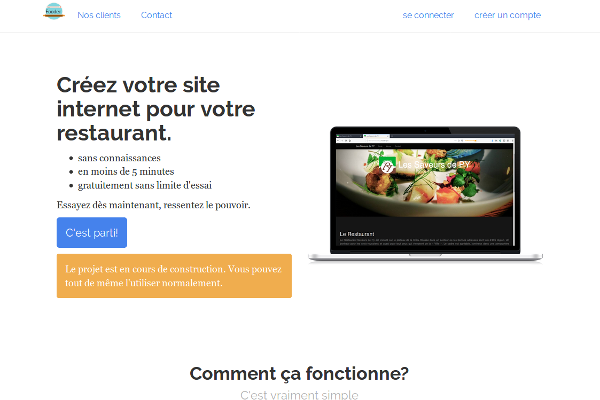 Nos clients Contact se connecter créer un compte
Créez votre site
internet pour votre
restaurant.
sans connaissances
en moins de 5 minutes
gratuitement sans limite d'essai
Essayez dès maintenant, ressentez le pouvoir.
C'est parti!
Le projet est en cours de construction. Vous pouvez
tout de même l'utiliser normalement.
Les Saveurs de BY
Le Restaurant
Comment ça fonctionne?
C'est vraiment simple